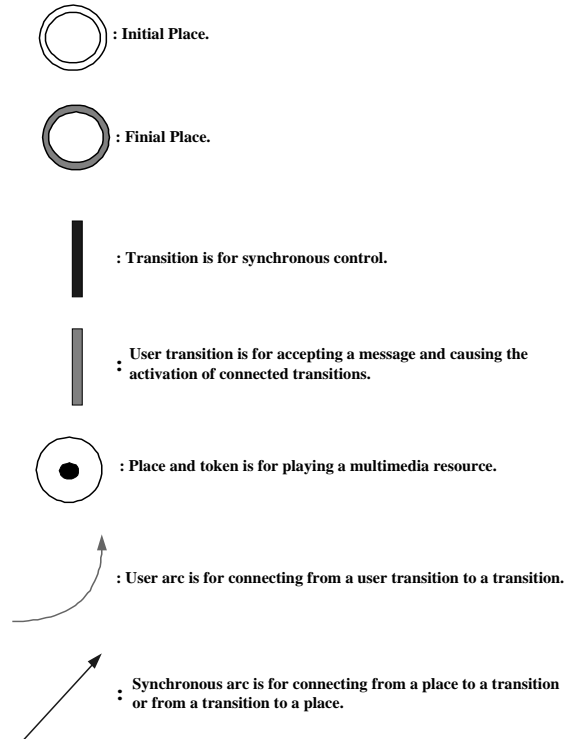 : Initial Place.
: Finial Place.
: Transition is for synchronous control.
: User transition is for accepting a message and causing the
activation of connected transitions.
: Place and token is for playing a multimedia resource.
: User arc is for connecting from a user transition to a transition.
: Synchronous arc is for connecting from a place to a transition
or from a transition to a place.